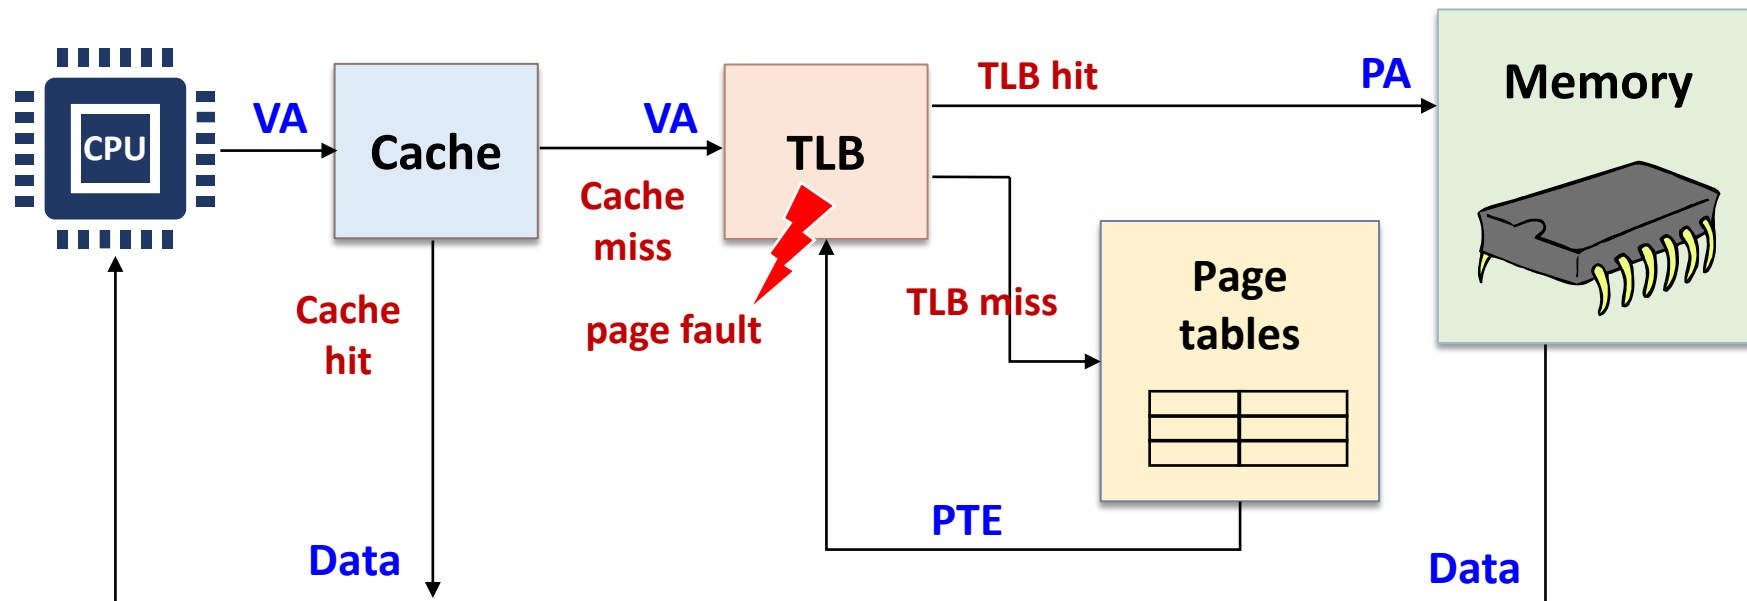 CPU
VA
Cache
VA
TLB
TLB hit
PA
Memory
Cache
miss
Cache
hit
page fault
TLB miss
Page
tables
PTE
Data
Data